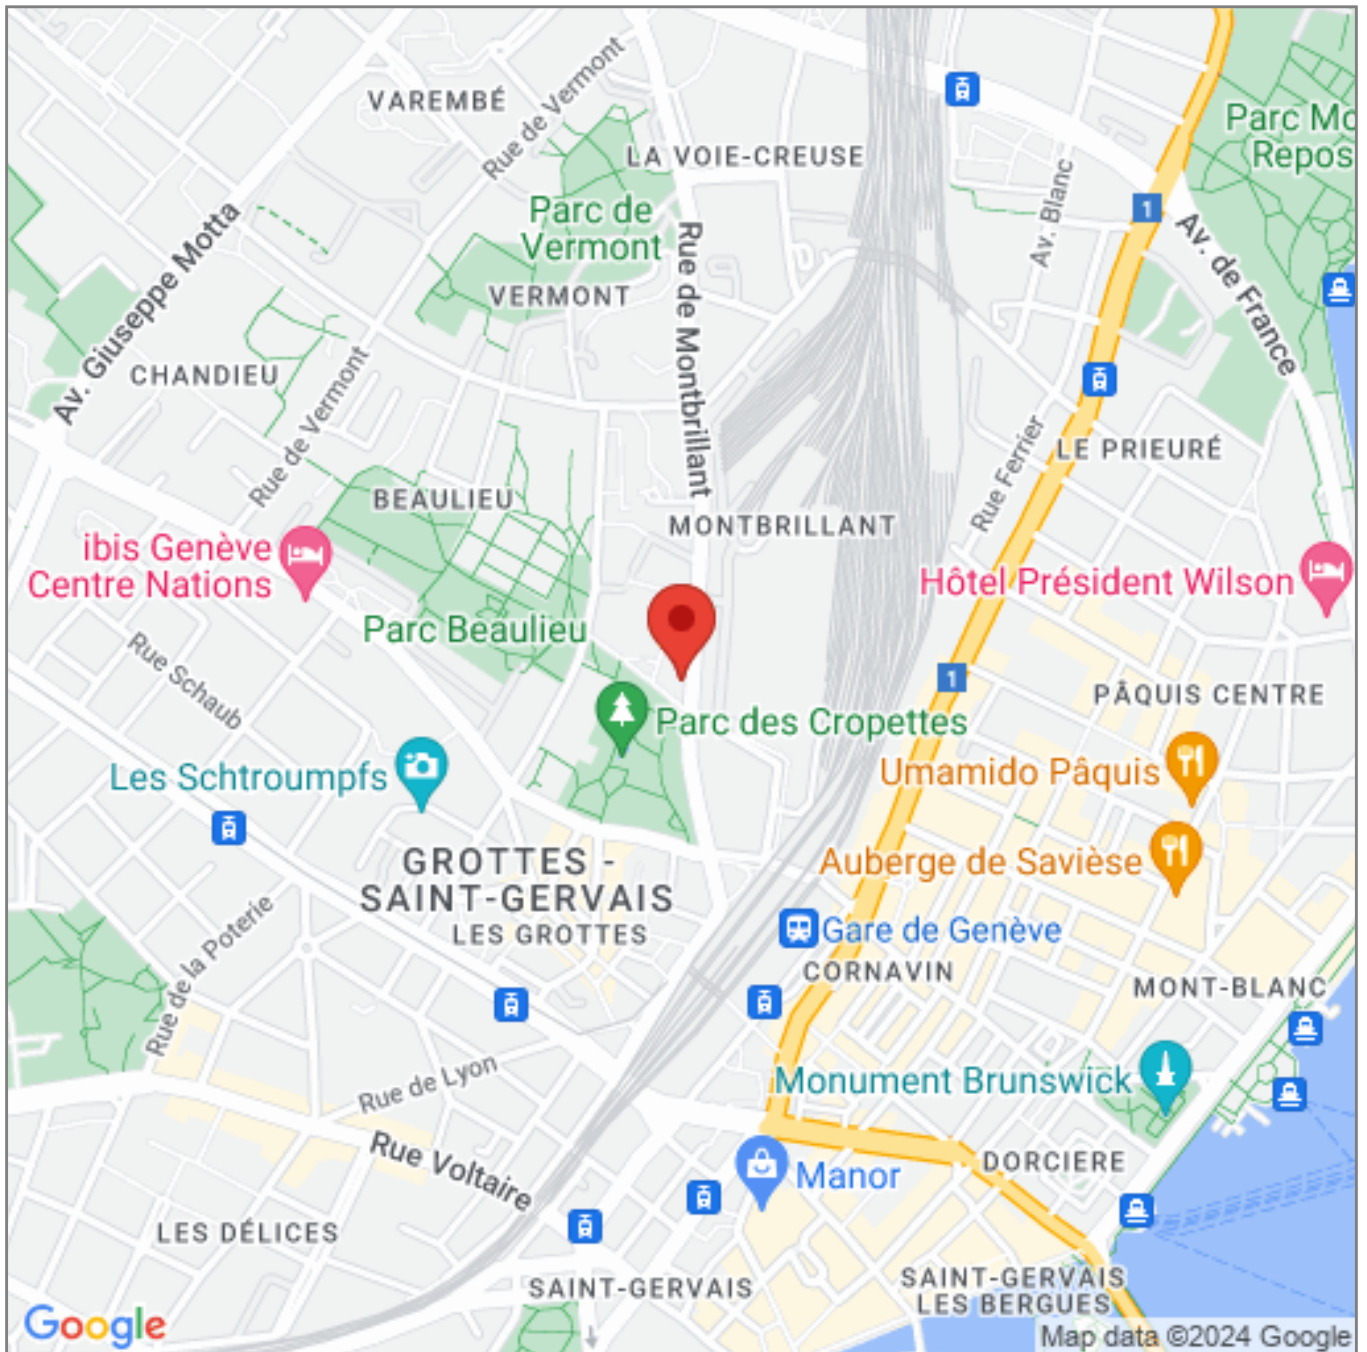 VAREMBÉ
Rue de Vermont
LA VOIE-CREUSE
Parc Mo
Repos
Av. Blanc
1
Av. de France
Parc de
Vermont
Rue de Montbrillant
VERMONT
Av. Giuseppe Motta
CHANDIEU
Rue de Vermont
LE PRIEURÉ
Rue Ferrier
BEAULIEU
MONTBRILLANT
ibis Genève
Centre Nations
Hôtel Président Wilson
Parc Beaulieu
Rue Schaub
1
PÂQUIS CENTRE
Parc des Cropettes
Les Schtroumpfs
Umamido Pâquis
Auberge de Savièse
GROTTES -
SAINT-GERVAIS
LES GROTTES
Gare de Genève
CORNAVIN
MONT-BLANC
Rue de la Poterie
Rue de Lyon
Monument Brunswick
Rue Voltaire
Manor
DORCIERE
LES DÉLICES
SAINT-GERVAIS
SAINT-GERVAIS
LES BERGUES
Google
Map data ©2024 Google